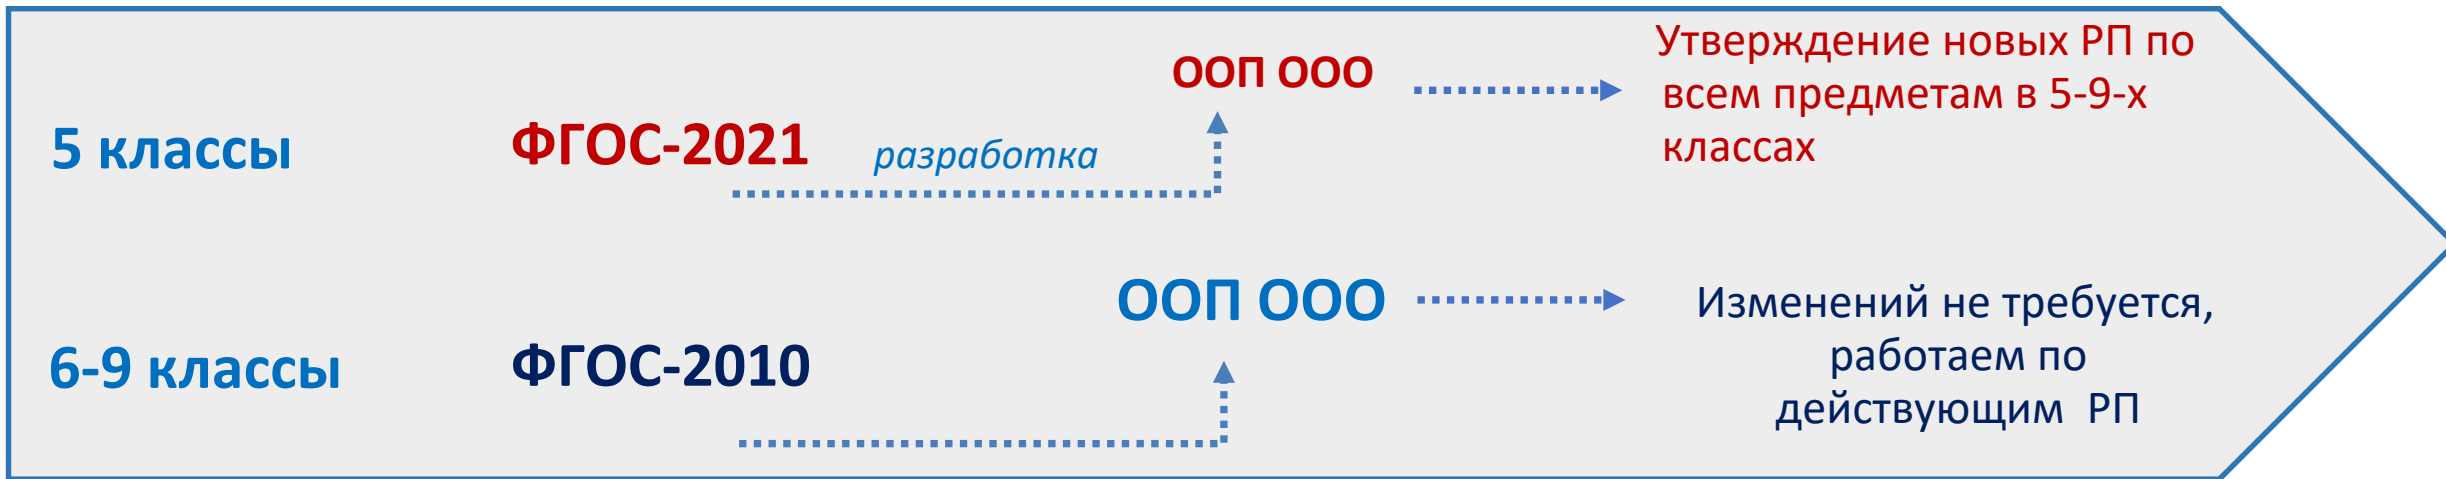 5 классы
ФГОС-2021
разработка
ООП ООО
Утверждение новых РП по
всем предметам в 5-9-х
классах
6-9 классы
ФГОС-2010
ООП ООО
Изменений не требуется,
работаем по
действующим РП